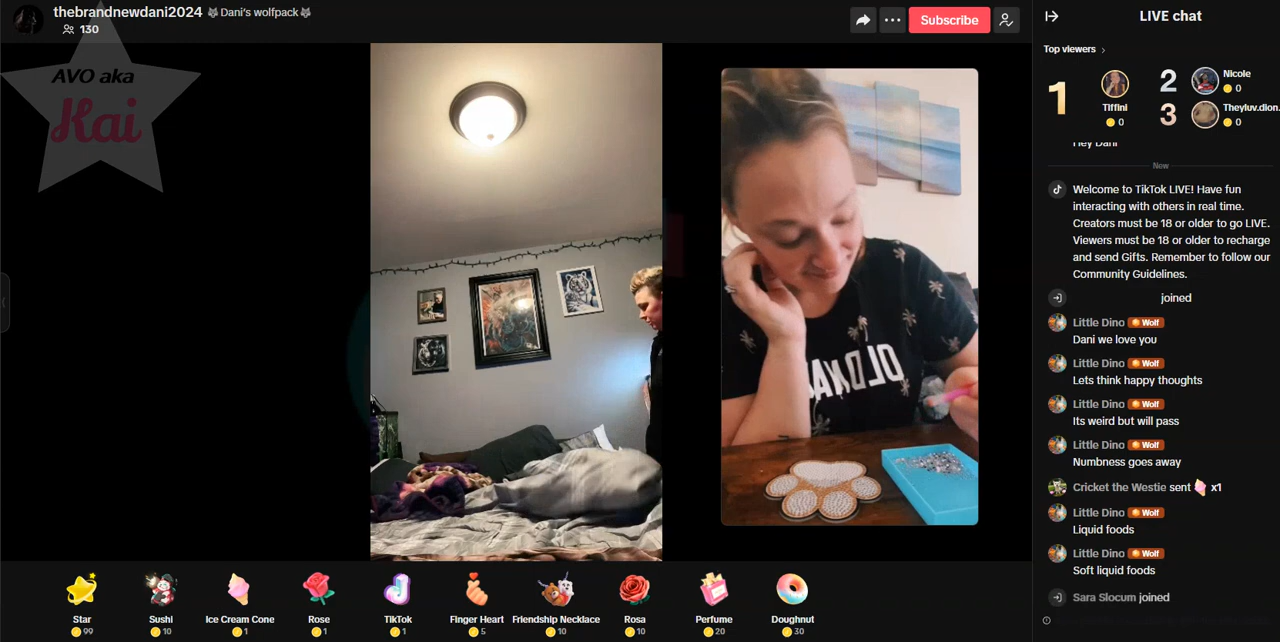 thebrandnewdani2024 🐺Dani's wolfpack🐺
130
Subscribe
AVO aka
Kai
OLD NAV
Star
99
Sushi
10
Ice Cream Cone
1
Rose
1
TikTok
1
Finger Heart
5
Friendship Necklace
10
Rosa
10
Perfume
20
Doughnut
30
LIVE chat
Top viewers >
1
Tiffini
0
2
Nicole
0
3
Theyluv.dion.
0
Hey Dani
New
Welcome to TikTok LIVE! Have fun
interacting with others in real time.
Creators must be 18 or older to go LIVE.
Viewers must be 18 or older to recharge
and send Gifts. Remember to follow our
Community Guidelines.
joined
Little Dino Wolf
Dani we love you
Little Dino Wolf
Lets think happy thoughts
Little Dino Wolf
Its weird but will pass
Little Dino Wolf
Numbness goes away
Cricket the Westie sent x1
Little Dino Wolf
Liquid foods
Little Dino Wolf
Soft liquid foods
Sara Slocum joined